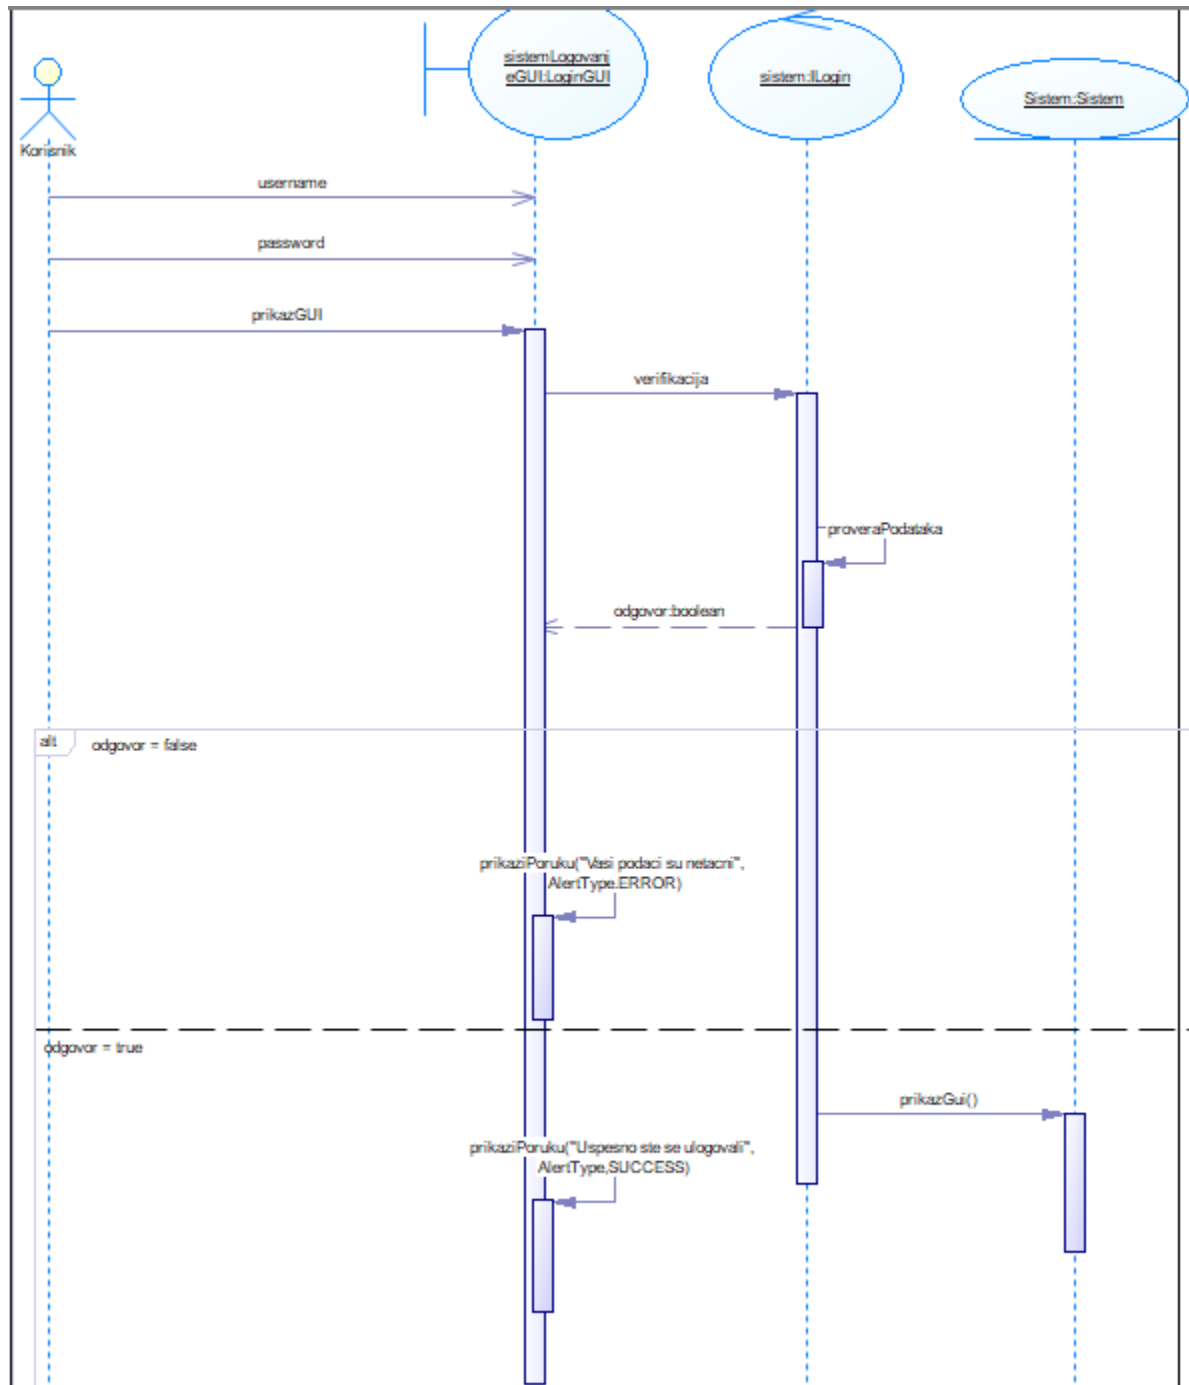 sistemLogovanj
eGUI:LoginGUI
sistem:ILogin
Sistem:Sistem
Korisnik
username
password
prikazGUI
verifikacija
proveraPodataka
odgovor:boolean
alt
odgovor = false
prikaziPoruku("Vasi podaci su netacni",
AlertType.ERROR)
odgovor = true
prikazGui()
prikaziPoruku("Uspesno ste se ulogovali",
AlertType,SUCCESS)